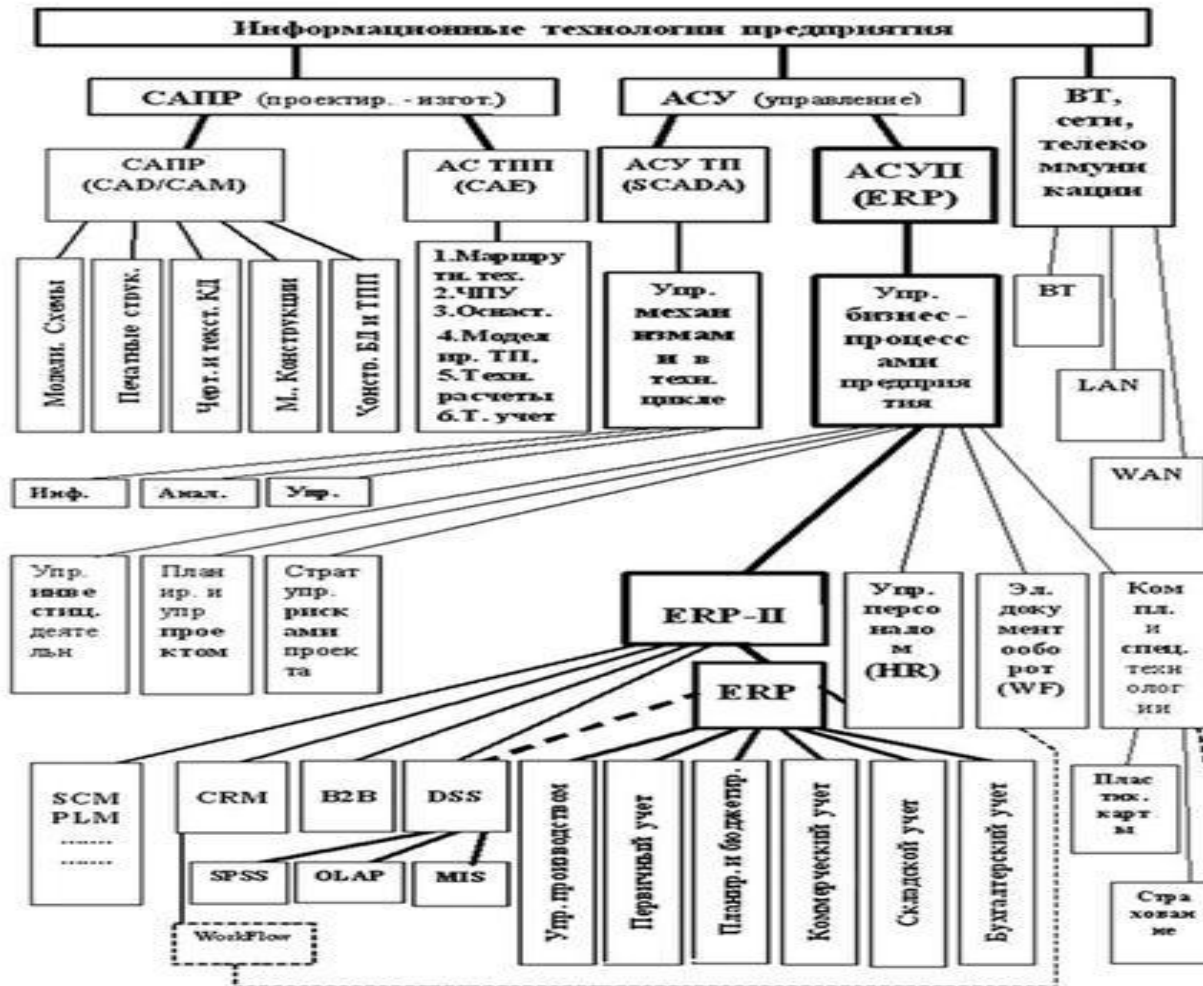 Информационные технологии предприятия
САПР (проектир. - изгот.)
АСУ (управление)
ВТ,
сети,
телеко
ммуни
кации
САПР
(CAD/CAM)
АС ТПП
(CAE)
АСУ ТП
(SCADA)
АСУП
(ERP)
Модели. Схемы
Печатные струк.
Черт. и текст. КД
М., Конструкции
Констр. БД и ТПП
1.Маршру
тн. тех.
2.ЧПУ
3.Оснаст.
4.Модел
ир. ТП,
5.Техн.
расчеты
6.Т. учет
Упр.
механ
измам
и в
техн.
цикле
Упр.
бизнес -
процесс
ами
предприя
тия
ВТ
LAN
WAN
Инф.
Анал.
Упр.
Упр.
инве
стиц.
деяте
льн
План
ир. и
упр
прое
ктом
Страт
упр.
риск
ами
проек
та
ERP-II
ERP
Упр.
персо
нало
м
(HR)
Эл.
доку
мент
ообо
рот
(WF)
Ком
пл.
и
спец.
техн
олог
ии
SCM
PLM
.......
.......
CRM
B2B
DSS
SPSS
OLAP
MIS
WorkFlow
Упр. производством
Первичный учет
Планир. и бюджетир.
Коммерческий учет
Складской учет
Бухгалтерский учет
Плас
тик.
карт
ы
Стра
хован
ие